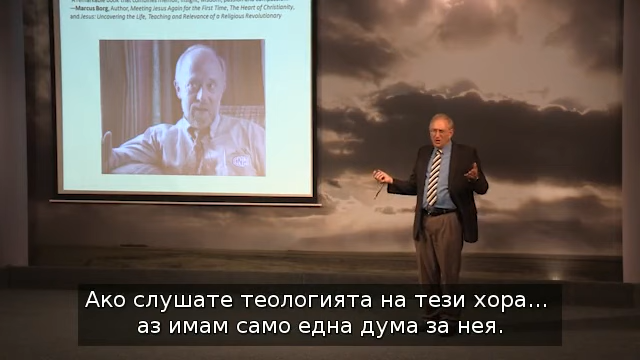 —Marcus Borg, Author, Meeting Jesus Again for the First Time, The Heart of Christianity,
and Jesus: Uncovering the Life, Teaching and Relevance of a Religious Revolutionary
Ако слушате теологията на тези хора...
аз имам само една дума за нея.